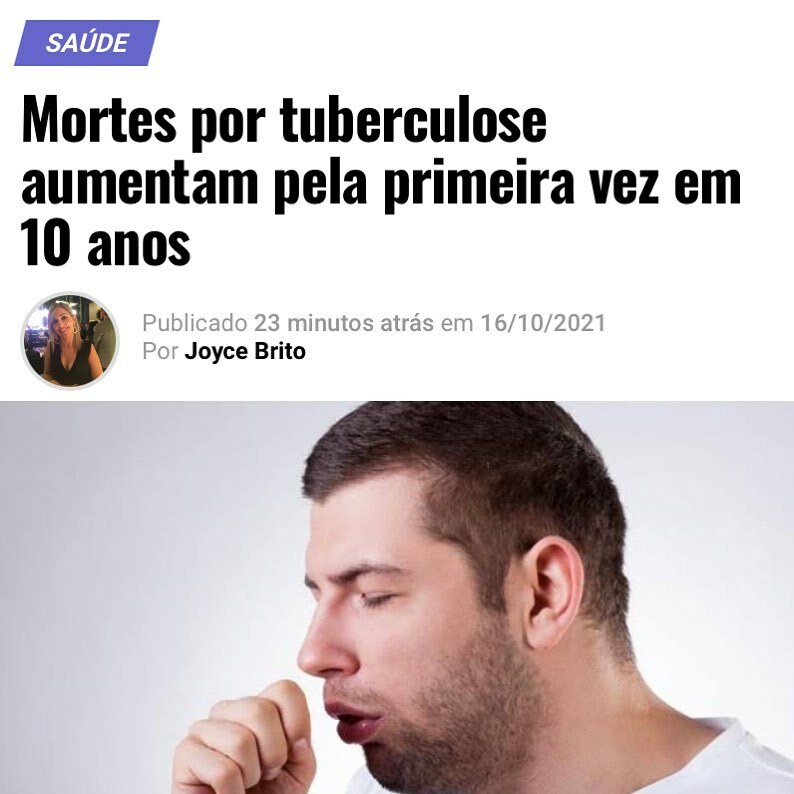 SAÚDE
Mortes por tuberculose
aumentam pela primeira vez em
10 anos
Publicado 23 minutos atrás em 16/10/2021
Por Joyce Brito